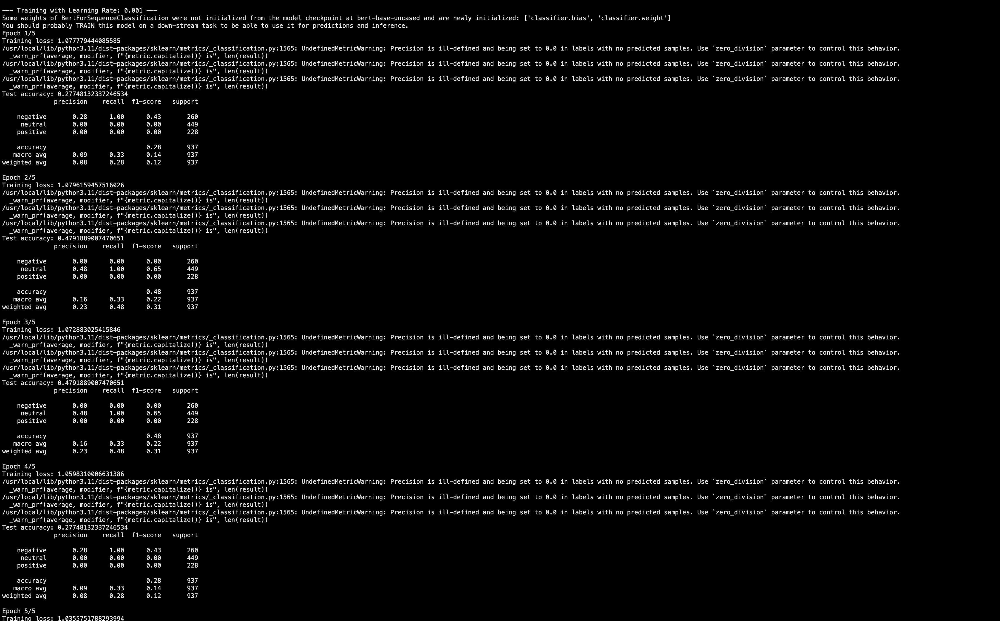 --- Training with Learning Rate: 0.001 ---
Some weights of BertForSequenceClassification were not initialized from the model checkpoint at bert-base-uncased and are newly initialized: ['classifier.bias', 'classifier.weight']
You should probably TRAIN this model on a down-stream task to be able to use it for predictions and inference.
Epoch 1/5
Training loss: 1.077779444085585
/usr/local/lib/python3.11/dist-packages/sklearn/metrics/_classification.py:1565: UndefinedMetricWarning: Precision is ill-defined and being set to 0.0 in labels with no predicted samples. Use `zero_division` parameter to control this behavior.
  _warn_prf(average, modifier, f"{metric.capitalize()} is", len(result))
/usr/local/lib/python3.11/dist-packages/sklearn/metrics/_classification.py:1565: UndefinedMetricWarning: Precision is ill-defined and being set to 0.0 in labels with no predicted samples. Use `zero_division` parameter to control this behavior.
  _warn_prf(average, modifier, f"{metric.capitalize()} is", len(result))
/usr/local/lib/python3.11/dist-packages/sklearn/metrics/_classification.py:1565: UndefinedMetricWarning: Precision is ill-defined and being set to 0.0 in labels with no predicted samples. Use `zero_division` parameter to control this behavior.
  _warn_prf(average, modifier, f"{metric.capitalize()} is", len(result))
Test accuracy: 0.27748132337246534
              precision    recall  f1-score   support

    negative       0.28      1.00      0.43       260
     neutral       0.00      0.00      0.00       449
    positive       0.00      0.00      0.00       228

    accuracy                           0.28       937
   macro avg       0.09      0.33      0.14       937
weighted avg       0.08      0.28      0.12       937

Epoch 2/5
Training loss: 1.0796159457516026
/usr/local/lib/python3.11/dist-packages/sklearn/metrics/_classification.py:1565: UndefinedMetricWarning: Precision is ill-defined and being set to 0.0 in labels with no predicted samples. Use `zero_division` parameter to control this behavior.
  _warn_prf(average, modifier, f"{metric.capitalize()} is", len(result))
/usr/local/lib/python3.11/dist-packages/sklearn/metrics/_classification.py:1565: UndefinedMetricWarning: Precision is ill-defined and being set to 0.0 in labels with no predicted samples. Use `zero_division` parameter to control this behavior.
  _warn_prf(average, modifier, f"{metric.capitalize()} is", len(result))
/usr/local/lib/python3.11/dist-packages/sklearn/metrics/_classification.py:1565: UndefinedMetricWarning: Precision is ill-defined and being set to 0.0 in labels with no predicted samples. Use `zero_division` parameter to control this behavior.
  _warn_prf(average, modifier, f"{metric.capitalize()} is", len(result))
Test accuracy: 0.4791889007470651
              precision    recall  f1-score   support

    negative       0.00      0.00      0.00       260
     neutral       0.48      1.00      0.65       449
    positive       0.00      0.00      0.00       228

    accuracy                           0.48       937
   macro avg       0.16      0.33      0.22       937
weighted avg       0.23      0.48      0.31       937

Epoch 3/5
Training loss: 1.072883025415846
/usr/local/lib/python3.11/dist-packages/sklearn/metrics/_classification.py:1565: UndefinedMetricWarning: Precision is ill-defined and being set to 0.0 in labels with no predicted samples. Use `zero_division` parameter to control this behavior.
  _warn_prf(average, modifier, f"{metric.capitalize()} is", len(result))
/usr/local/lib/python3.11/dist-packages/sklearn/metrics/_classification.py:1565: UndefinedMetricWarning: Precision is ill-defined and being set to 0.0 in labels with no predicted samples. Use `zero_division` parameter to control this behavior.
  _warn_prf(average, modifier, f"{metric.capitalize()} is", len(result))
/usr/local/lib/python3.11/dist-packages/sklearn/metrics/_classification.py:1565: UndefinedMetricWarning: Precision is ill-defined and being set to 0.0 in labels with no predicted samples. Use `zero_division` parameter to control this behavior.
  _warn_prf(average, modifier, f"{metric.capitalize()} is", len(result))
Test accuracy: 0.4791889007470651
              precision    recall  f1-score   support

    negative       0.00      0.00      0.00       260
     neutral       0.48      1.00      0.65       449
    positive       0.00      0.00      0.00       228

    accuracy                           0.48       937
   macro avg       0.16      0.33      0.22       937
weighted avg       0.23      0.48      0.31       937

Epoch 4/5
Training loss: 1.0598310006631386
/usr/local/lib/python3.11/dist-packages/sklearn/metrics/_classification.py:1565: UndefinedMetricWarning: Precision is ill-defined and being set to 0.0 in labels with no predicted samples. Use `zero_division` parameter to control this behavior.
  _warn_prf(average, modifier, f"{metric.capitalize()} is", len(result))
/usr/local/lib/python3.11/dist-packages/sklearn/metrics/_classification.py:1565: UndefinedMetricWarning: Precision is ill-defined and being set to 0.0 in labels with no predicted samples. Use `zero_division` parameter to control this behavior.
  _warn_prf(average, modifier, f"{metric.capitalize()} is", len(result))
/usr/local/lib/python3.11/dist-packages/sklearn/metrics/_classification.py:1565: UndefinedMetricWarning: Precision is ill-defined and being set to 0.0 in labels with no predicted samples. Use `zero_division` parameter to control this behavior.
  _warn_prf(average, modifier, f"{metric.capitalize()} is", len(result))
Test accuracy: 0.27748132337246534
              precision    recall  f1-score   support

    negative       0.28      1.00      0.43       260
     neutral       0.00      0.00      0.00       449
    positive       0.00      0.00      0.00       228

    accuracy                           0.28       937
   macro avg       0.09      0.33      0.14       937
weighted avg       0.08      0.28      0.12       937

Epoch 5/5
Training loss: 1.0355751788293994